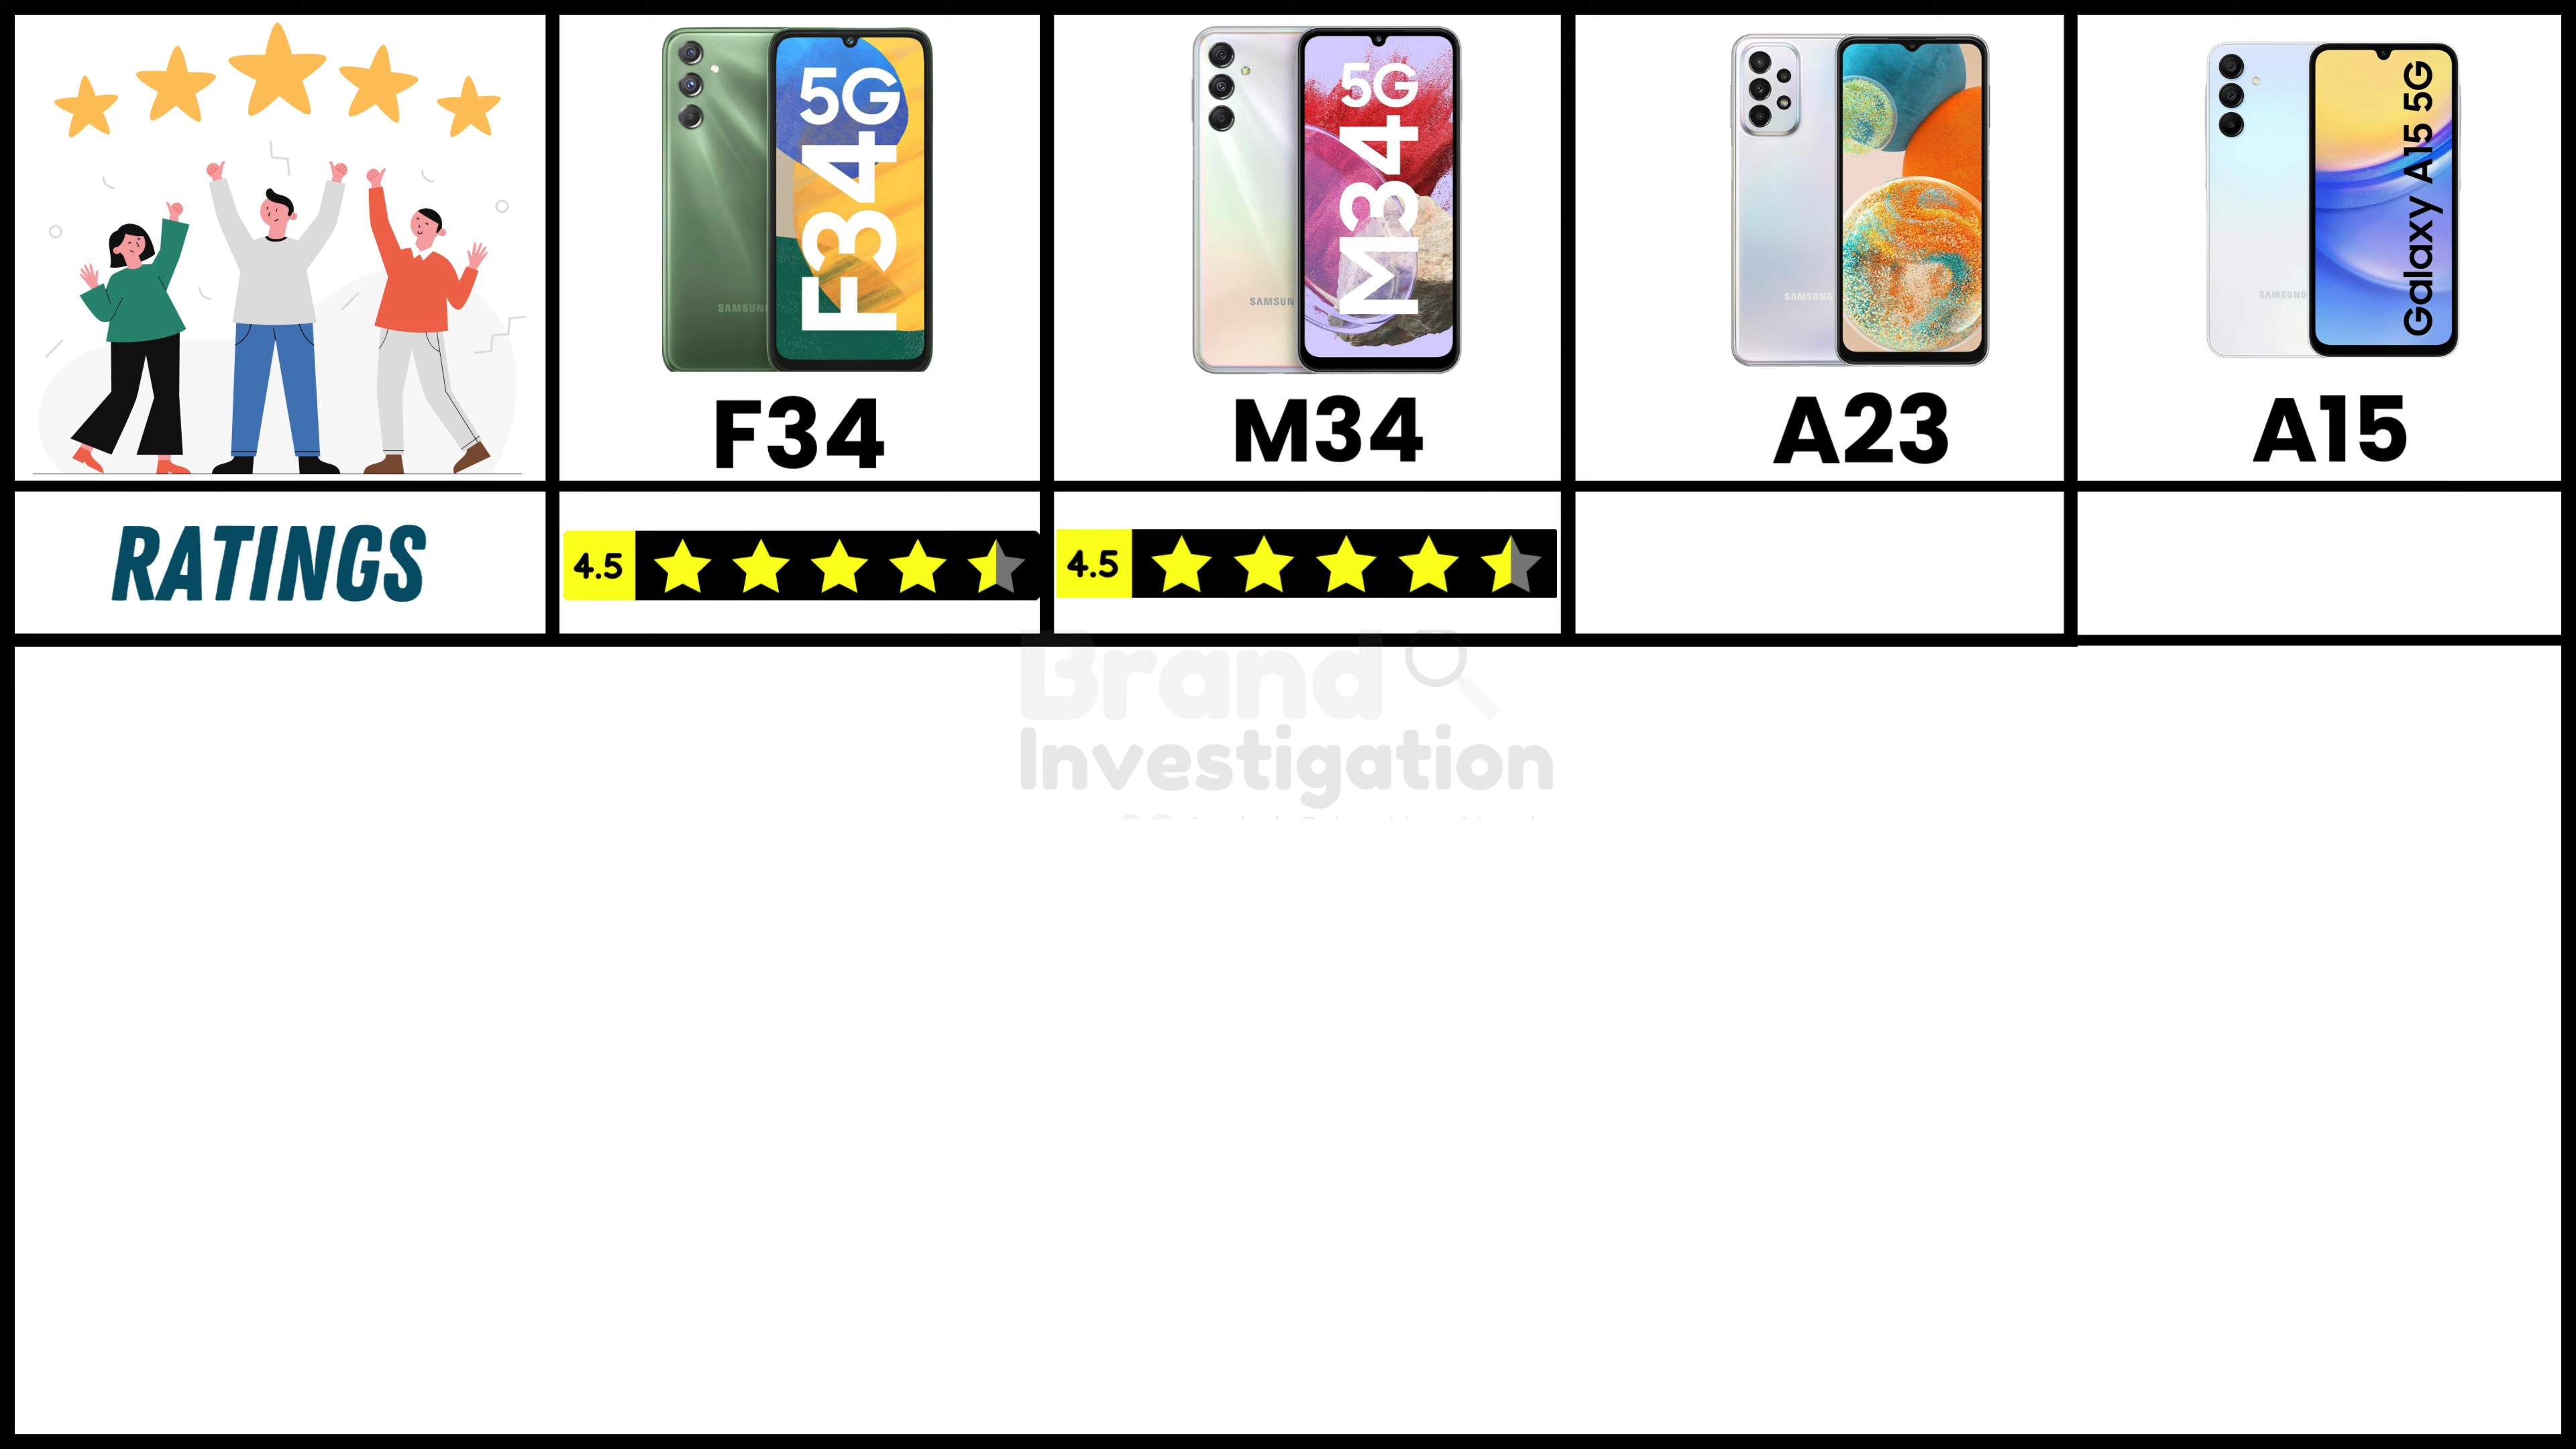 F34 5G
SAMSUNG
M34 5G
SAMSUN
SAMSUNG
Galaxy A15 5G
SAMSUNG
F34
M34
A23
A15
RATINGS
4.5
4.5
Brand
Investigation